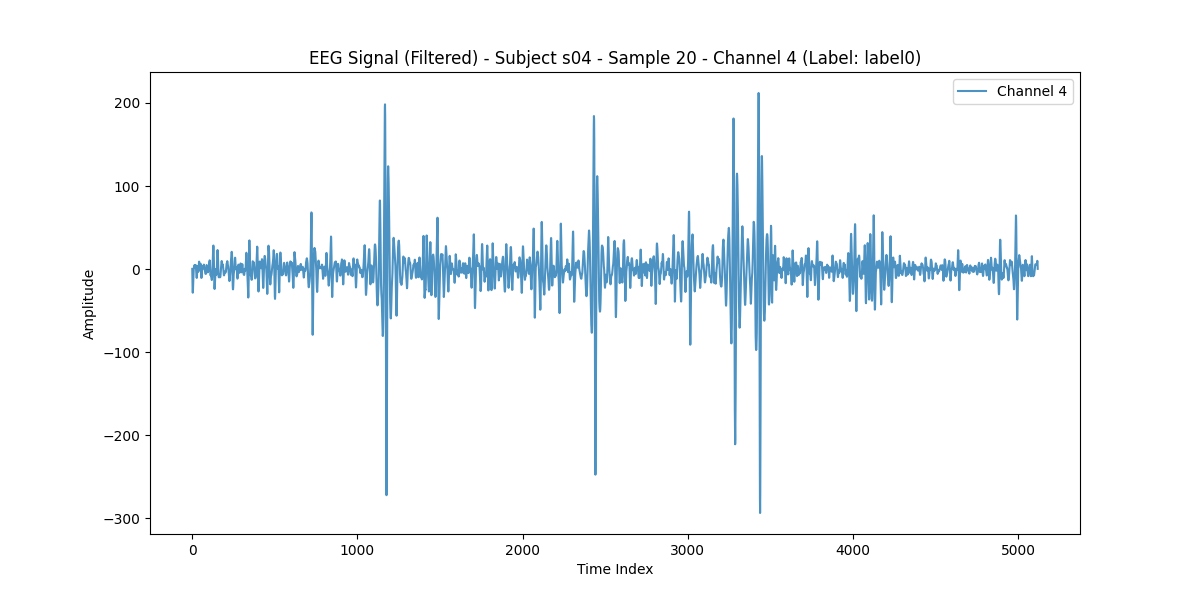 EEG Signal (Filtered) - Subject s04 - Sample 20 - Channel 4 (Label: label0)
Channel 4
200
100
0
−100
−200
−300
Amplitude
0 1000 2000 3000 4000 5000
Time Index